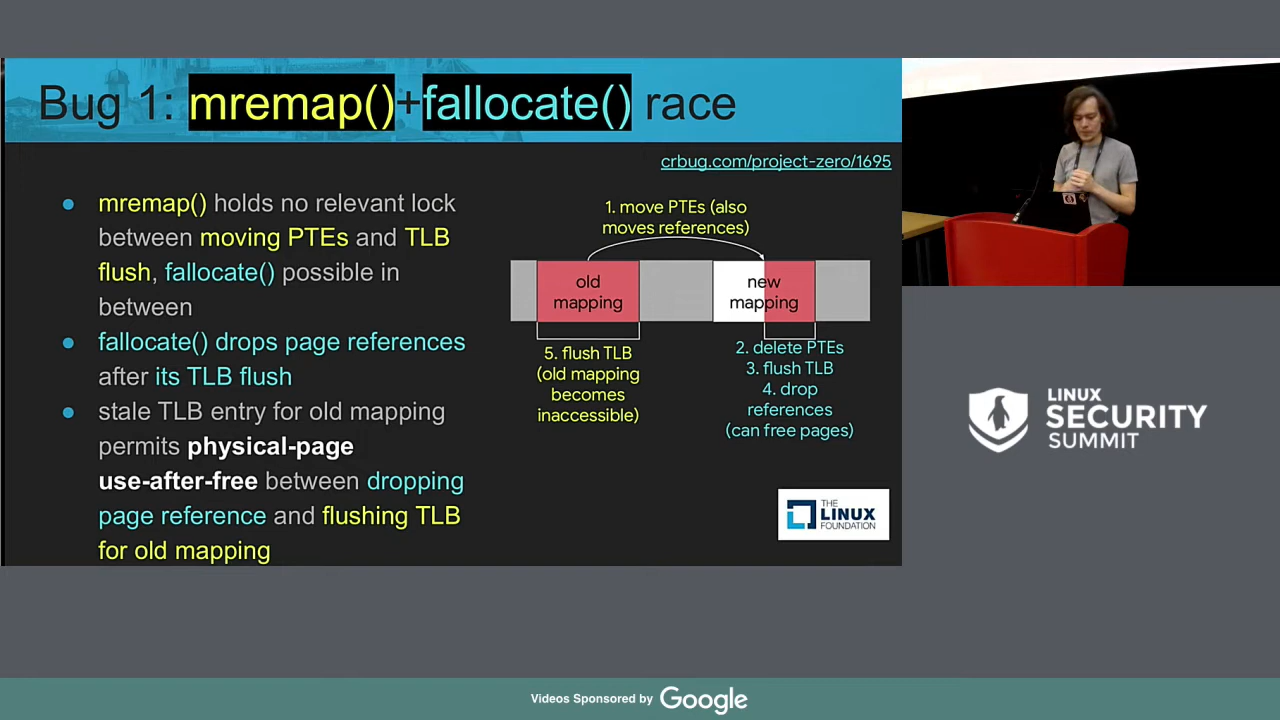 Bug 1: mremap()+fallocate() race
crbug.com/project-zero/1695
mremap() holds no relevant lock
between moving PTEs and TLB
flush, fallocate() possible in
between
fallocate() drops page references
after its TLB flush
stale TLB entry for old mapping
permits physical-page
use-after-free between dropping
page reference and flushing TLB
for old mapping
1. move PTEs (also
moves references)
old
mapping
new
mapping
5. flush TLB
(old mapping
becomes
inaccessible)
2. delete PTEs
3. flush TLB
4. drop
references
(can free pages)
THE
LINUX
FOUNDATION
LINUX
SECURITY
SUMMIT
Videos Sponsored by Google